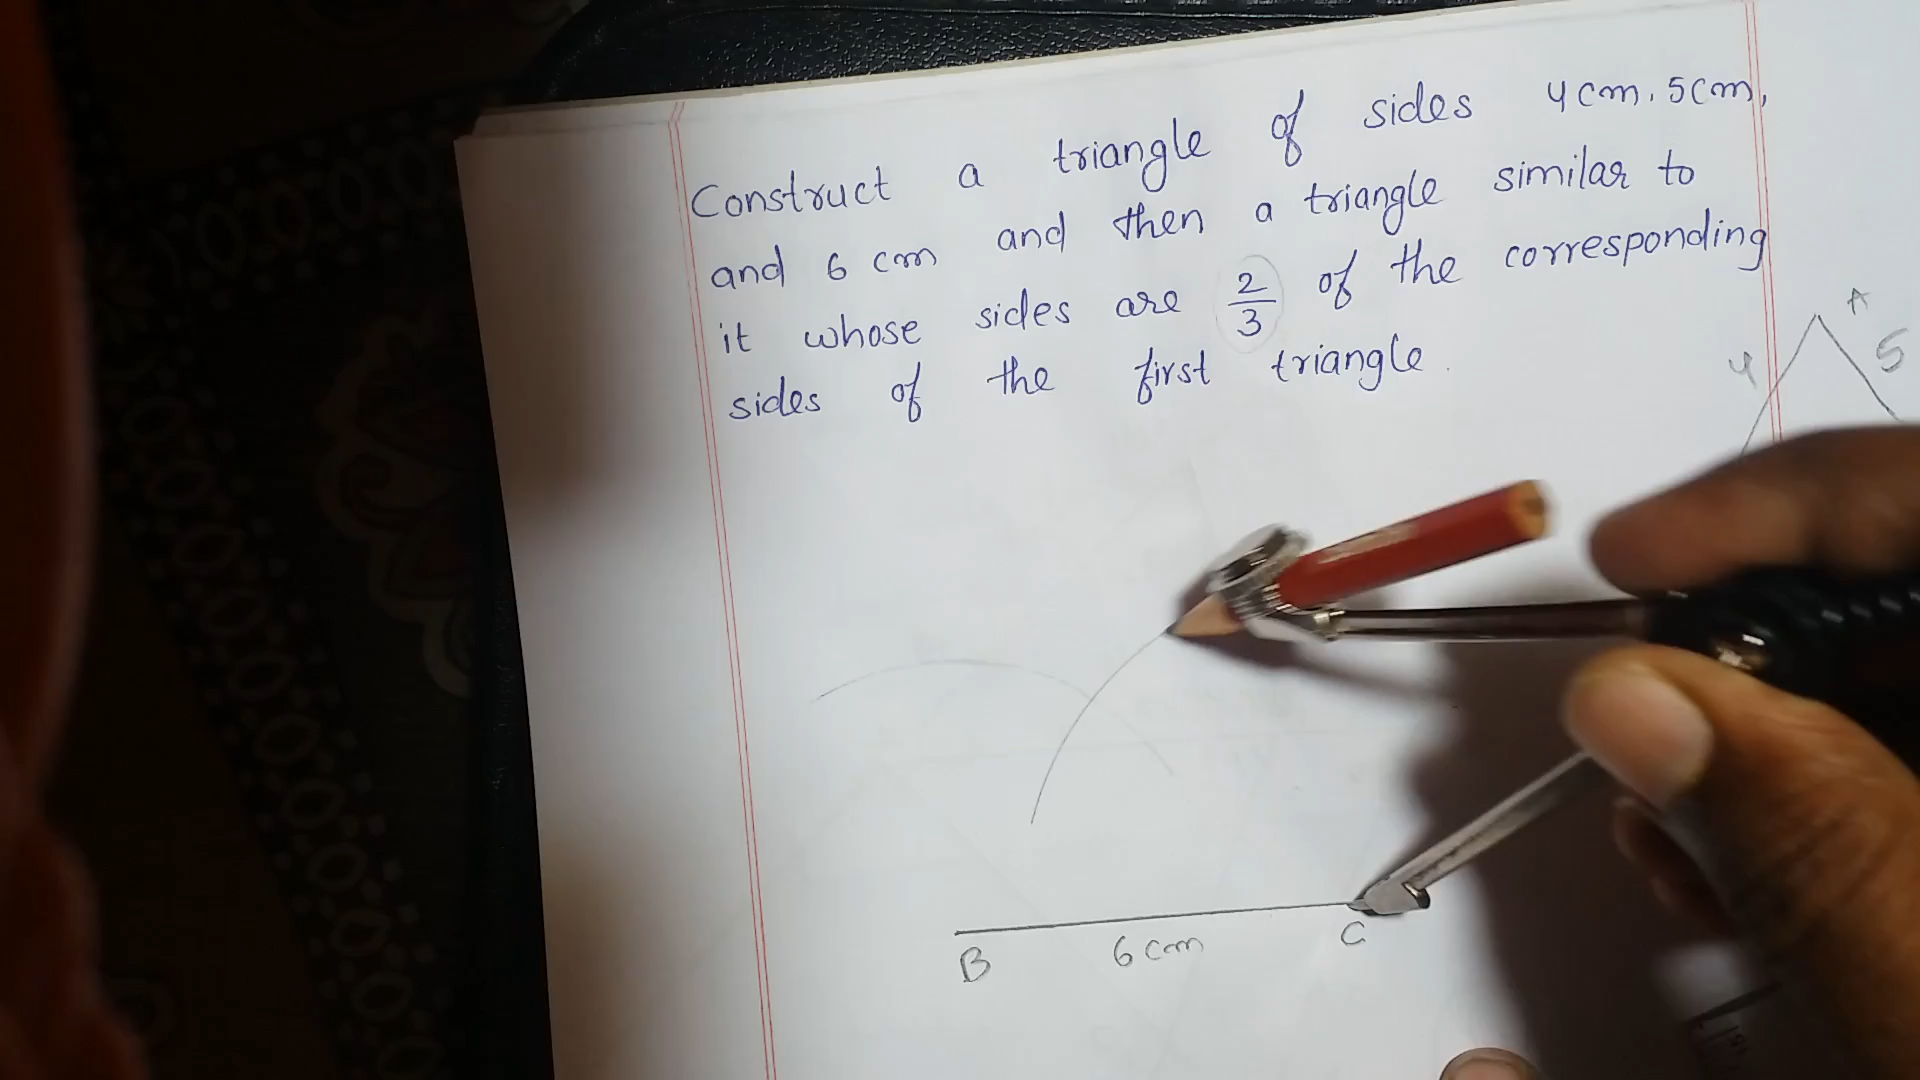 Construct a triangle of sides 4cm, 5cm,
and 6 cm and then a triangle similar to
it whose sides are 2/3 of the corresponding
sides of the first triangle.
A
4
5
B
6 cm
C